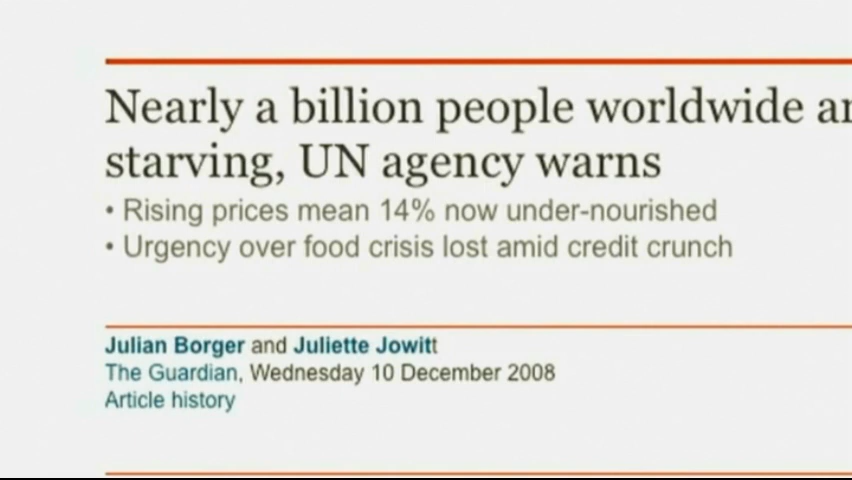 Nearly a billion people worldwide
starving, UN agency warns
• Rising prices mean 14% now under-nourished
• Urgency over food crisis lost amid credit crunch
Julian Borger and Juliette Jowitt
The Guardian, Wednesday 10 December 2008
Article history